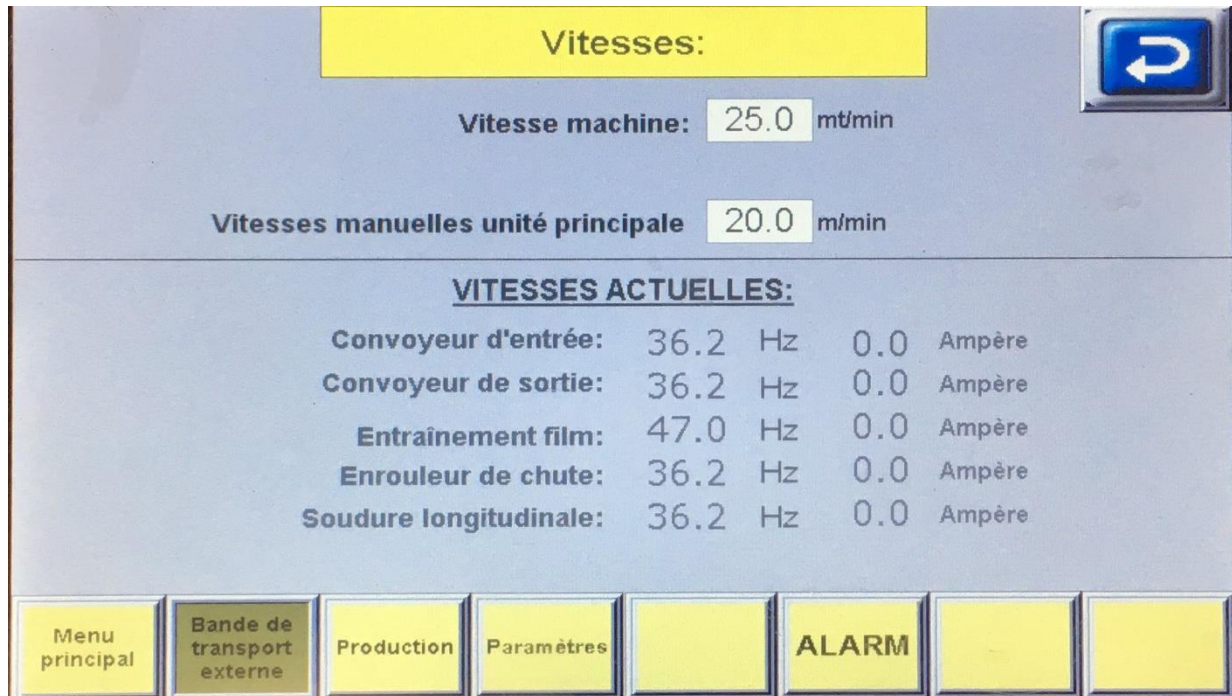 Vitesses:
Vitesse machine: 25.0 mt/min
Vitesses manuelles unité principale 20.0 m/min
VITESSES ACTUELLES:
Convoyeur d'entrée: 36.2 Hz 0.0 Ampère
Convoyeur de sortie: 36.2 Hz 0.0 Ampère
Entraînement film: 47.0 Hz 0.0 Ampère
Enrouleur de chute: 36.2 Hz 0.0 Ampère
Soudure longitudinale: 36.2 Hz 0.0 Ampère
Menu
principal
Bande de
transport
externe
Production
Paramètres
ALARM